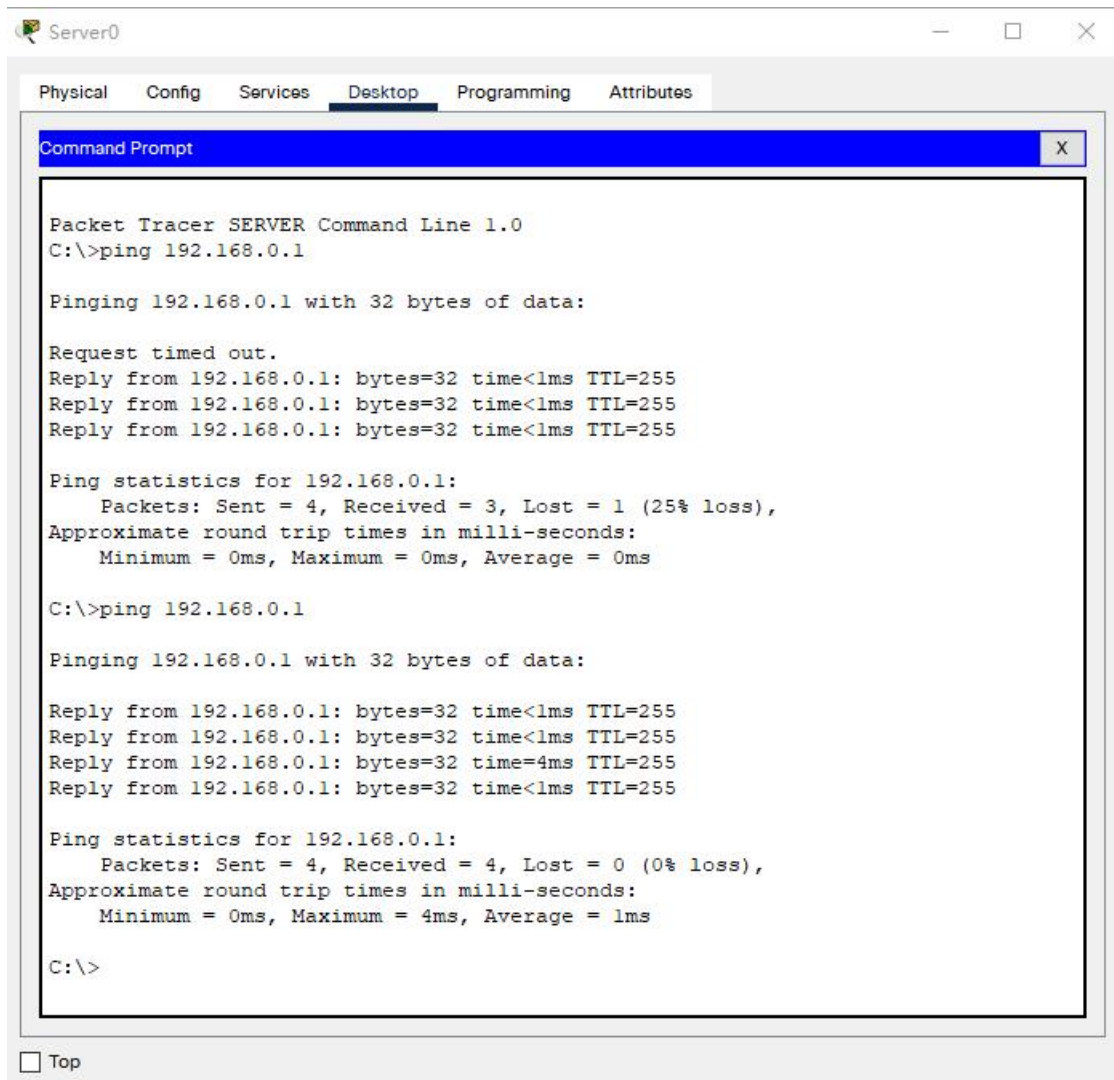 Server0
Physical Config Services Desktop Programming Attributes
Command Prompt X
Packet Tracer SERVER Command Line 1.0
C:\>ping 192.168.0.1
Pinging 192.168.0.1 with 32 bytes of data:
Request timed out.
Reply from 192.168.0.1: bytes=32 time<1ms TTL=255
Reply from 192.168.0.1: bytes=32 time<1ms TTL=255
Reply from 192.168.0.1: bytes=32 time<1ms TTL=255
Ping statistics for 192.168.0.1:
Packets: Sent = 4, Received = 3, Lost = 1 (25% loss),
Approximate round trip times in milli-seconds:
Minimum = 0ms, Maximum = 0ms, Average = 0ms
C:\>ping 192.168.0.1
Pinging 192.168.0.1 with 32 bytes of data:
Reply from 192.168.0.1: bytes=32 time<1ms TTL=255
Reply from 192.168.0.1: bytes=32 time<1ms TTL=255
Reply from 192.168.0.1: bytes=32 time=4ms TTL=255
Reply from 192.168.0.1: bytes=32 time<1ms TTL=255
Ping statistics for 192.168.0.1:
Packets: Sent = 4, Received = 4, Lost = 0 (0% loss),
Approximate round trip times in milli-seconds:
Minimum = 0ms, Maximum = 4ms, Average = 1ms
C:\>
Top